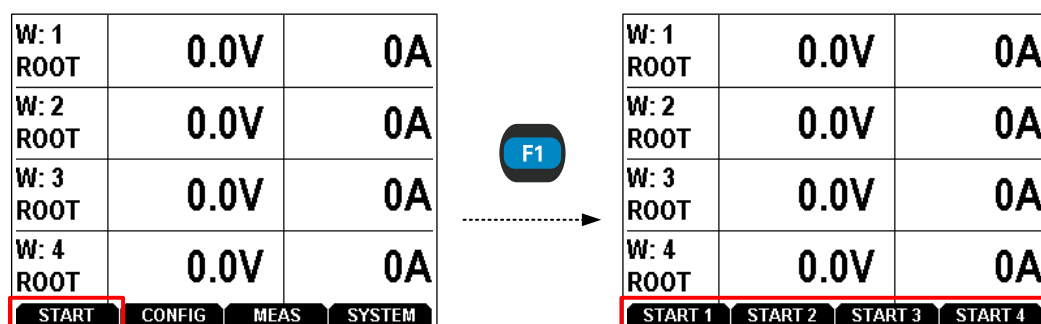 W: 1
ROOT
0.0V
0A
W: 2
ROOT
0.0V
0A
W: 3
ROOT
0.0V
0A
W: 4
ROOT
0.0V
0A
START CONFIG MEAS SYSTEM
F1
W: 1
ROOT
0.0V
0A
W: 2
ROOT
0.0V
0A
W: 3
ROOT
0.0V
0A
W: 4
ROOT
0.0V
0A
START 1 START 2 START 3 START 4